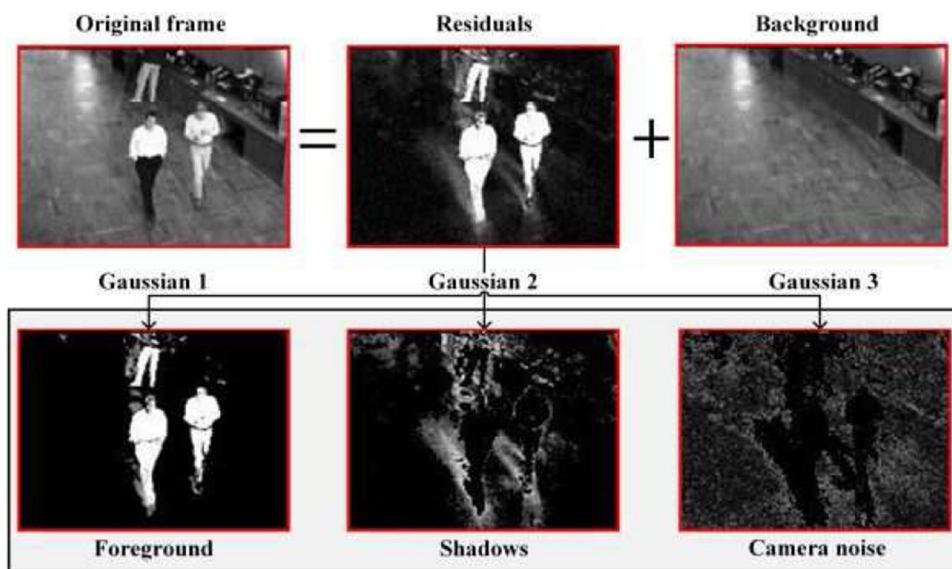 Original frame
Residuals
Background
=
+
Gaussian 1
Gaussian 2
Gaussian 3
Foreground
Shadows
Camera noise